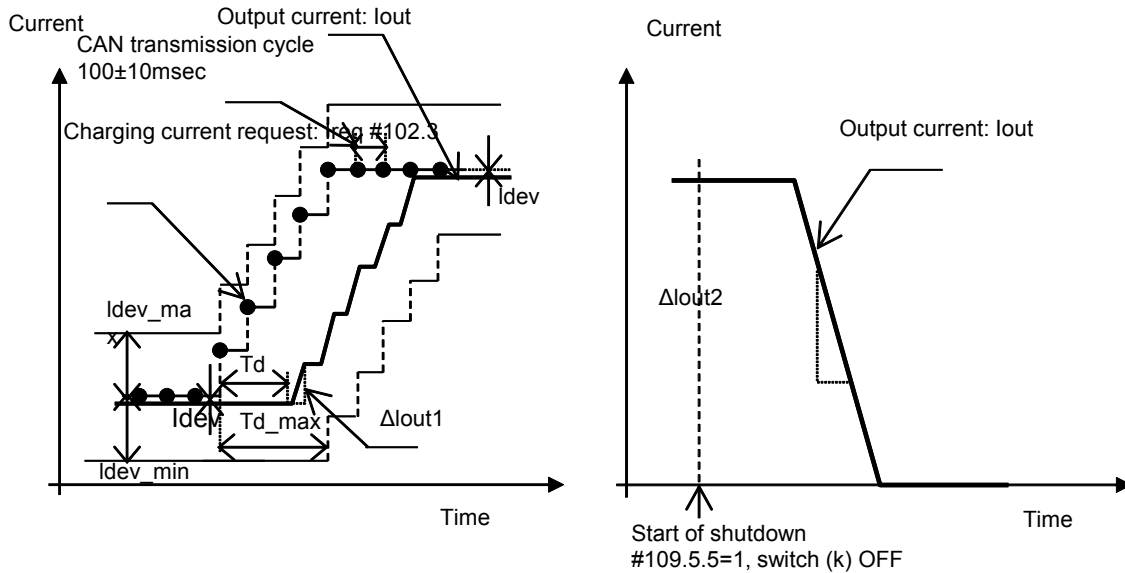 Current
Output current: Iout
CAN transmission cycle
100±10msec
Charging current request: Ireq #102.3
Idev
Idev_ma
x
Td
Idev
Td_max
ΔIout1
Idev_min
Time
Current
Output current: Iout
ΔIout2
Time
Start of shutdown
#109.5.5=1, switch (k) OFF